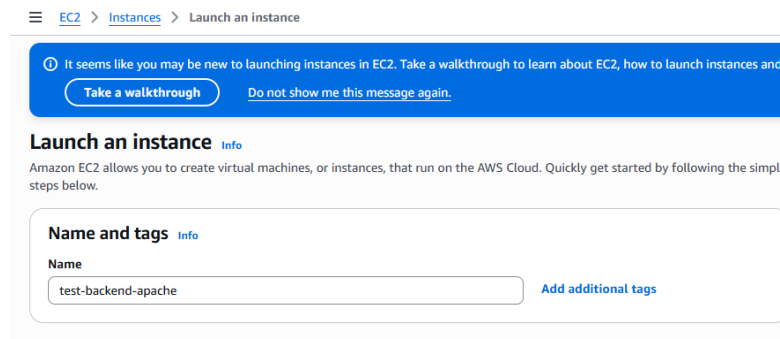 EC2 > Instances > Launch an instance
It seems like you may be new to launching instances in EC2. Take a walkthrough to learn about EC2, how to launch instances and
Take a walkthrough Do not show me this message again.
Launch an instance Info
Amazon EC2 allows you to create virtual machines, or instances, that run on the AWS Cloud. Quickly get started by following the simpl
steps below.
Name and tags Info
Name
test-backend-apache Add additional tags